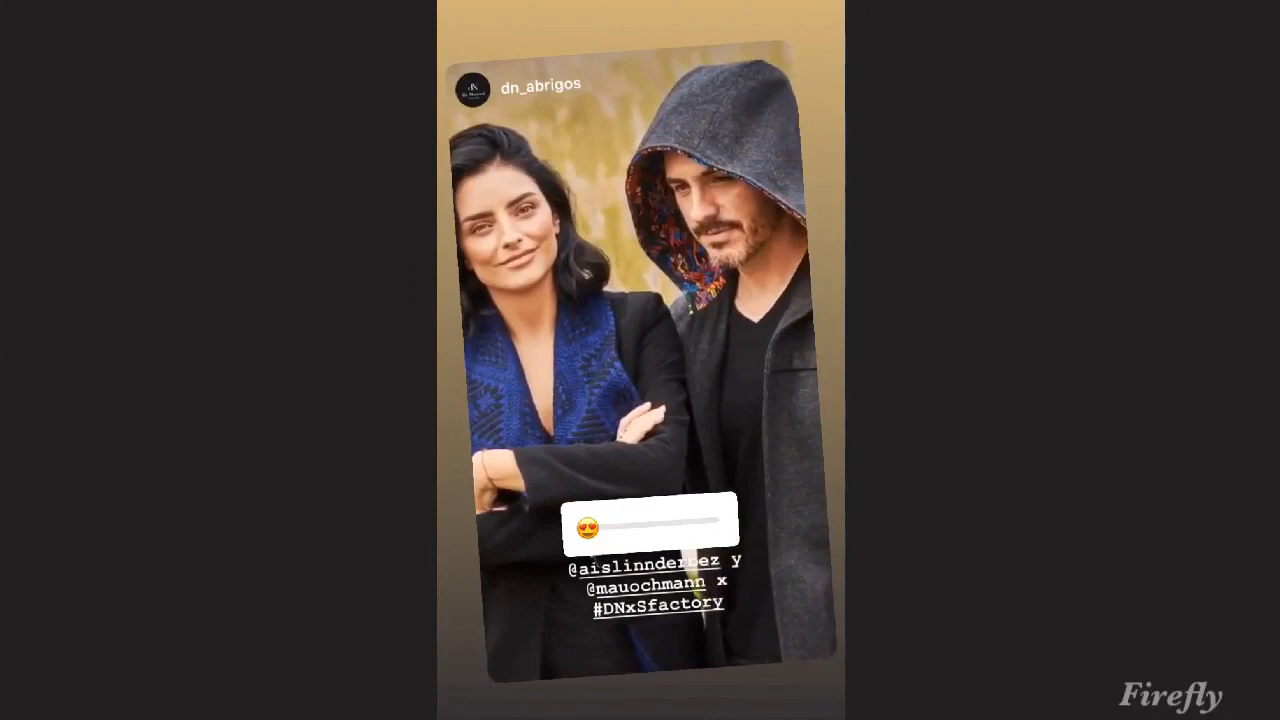 dn_abrigos
@aislinnderbez y
@mauochmann x
#DNxSfactory
Firefly